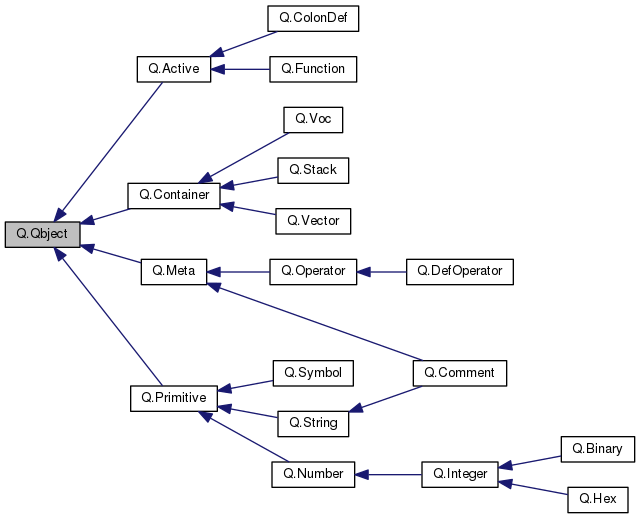 Q.ColonDef
Q.Active
Q.Function
Q.Voc
Q.Stack
Q.Container
Q.Vector
Q.Qbject
Q.Meta
Q.Operator
Q.DefOperator
Q.Symbol
Q.Comment
Q.Primitive
Q.String
Q.Binary
Q.Number
Q.Integer
Q.Hex